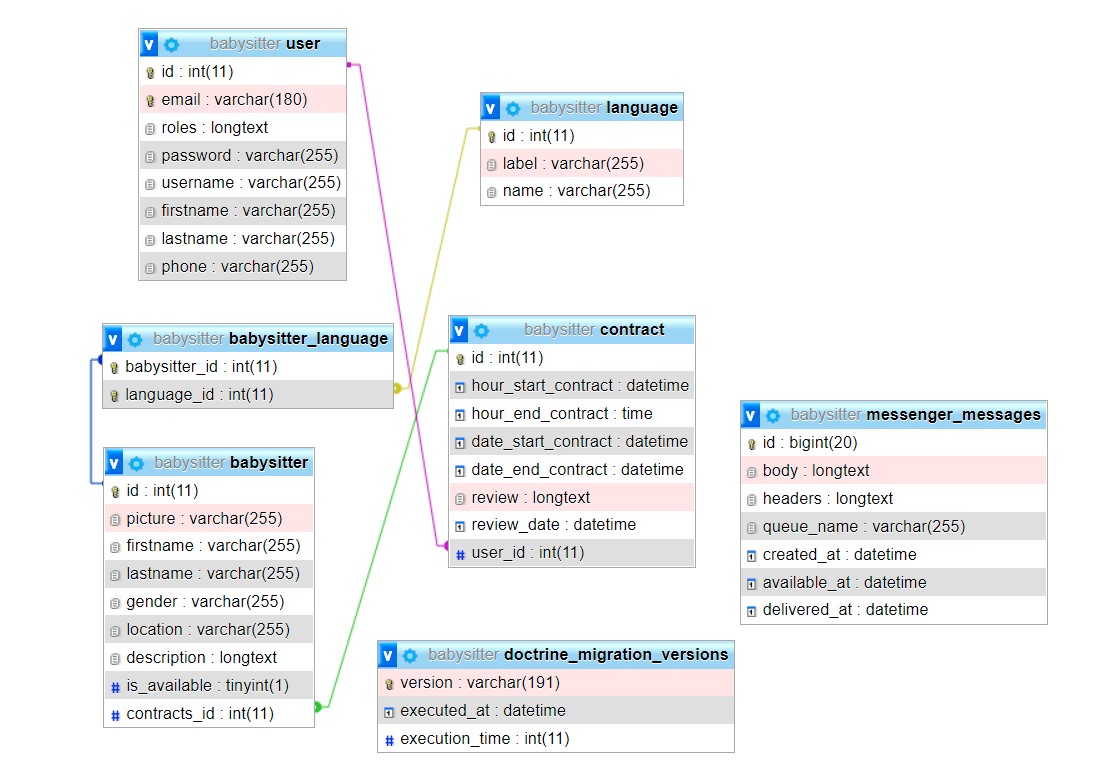 v babysitter user
id : int(11)
email : varchar(180)
roles : longtext
password : varchar(255)
username : varchar(255)
firstname : varchar(255)
lastname : varchar(255)
phone : varchar(255)
v babysitter language
id : int(11)
label : varchar(255)
name : varchar(255)
v babysitter babysitter_language
babysitter_id : int(11)
language_id : int(11)
v babysitter contract
id : int(11)
hour_start_contract : datetime
hour_end_contract : time
date_start_contract : datetime
date_end_contract : datetime
review : longtext
review_date : datetime
# user_id : int(11)
v babysitter messenger_messages
id : bigint(20)
body : longtext
headers : longtext
queue_name : varchar(255)
created_at : datetime
available_at : datetime
delivered_at : datetime
v babysitter babysitter
id : int(11)
picture : varchar(255)
firstname : varchar(255)
lastname : varchar(255)
gender : varchar(255)
location : varchar(255)
description : longtext
# is_available : tinyint(1)
# contracts_id : int(11)
v babysitter doctrine_migration_versions
version : varchar(191)
executed_at : datetime
# execution_time : int(11)